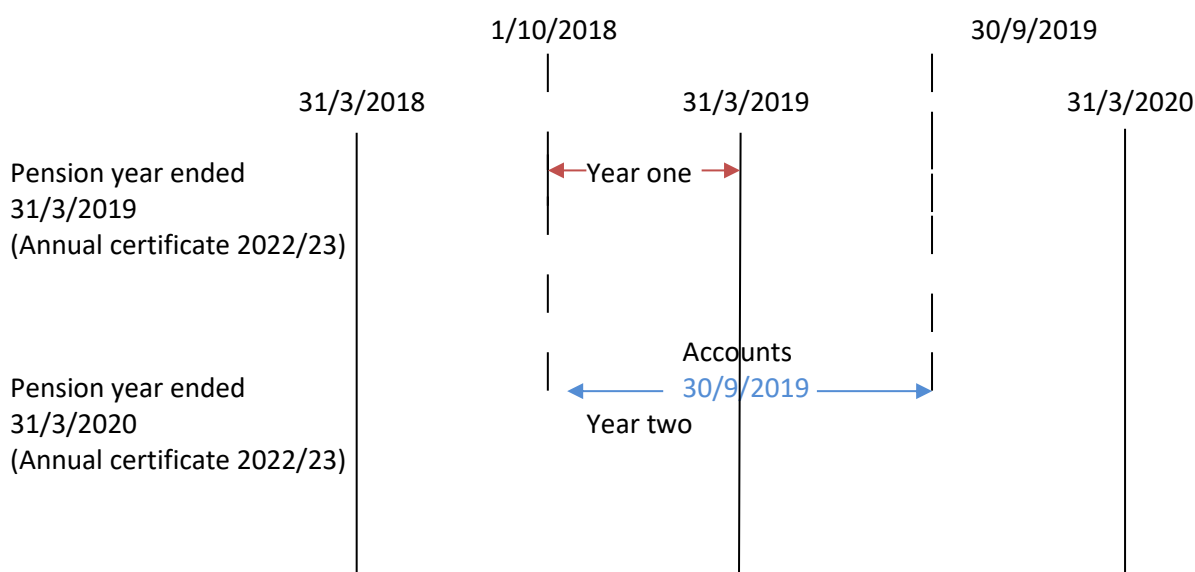 1/10/2018 30/9/2019
31/3/2018 31/3/2019 31/3/2020
Pension year ended
31/3/2019
(Annual certificate 2022/23)
Year one
Pension year ended
31/3/2020
(Annual certificate 2022/23)
Accounts
30/9/2019
Year two